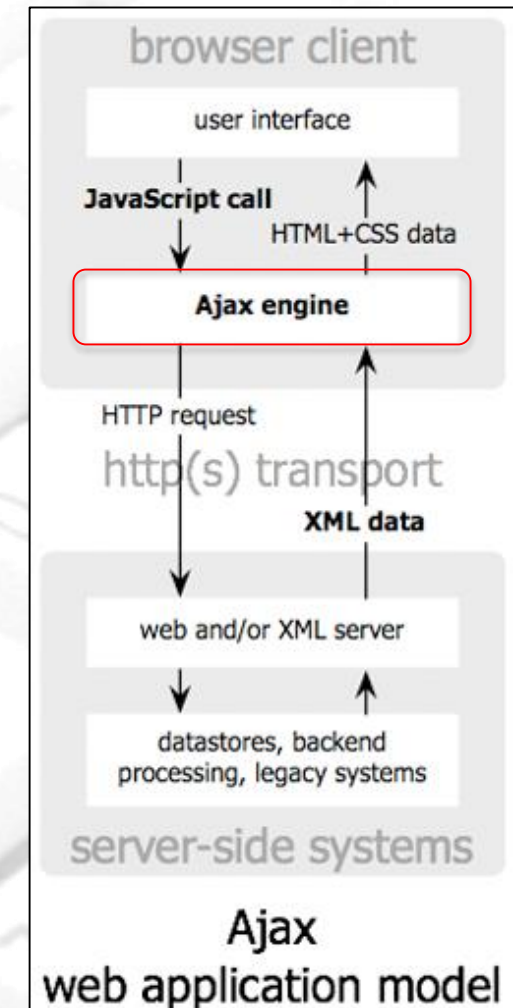 browser client
user interface
JavaScript call
HTML+CSS data
Ajax engine
HTTP request
http(s) transport
XML data
web and/or XML server
datastores, backend
processing, legacy systems
server-side systems
Ajax
web application model